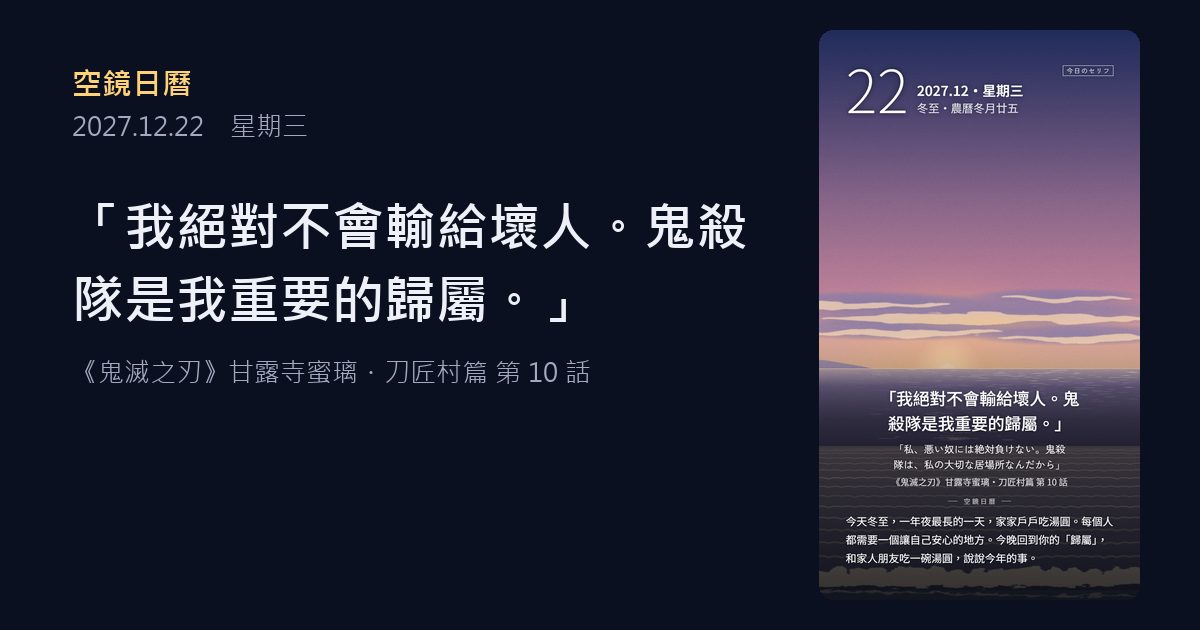 空鏡日曆
2027.12.22　星期三
「我絕對不會輸給壞人。鬼殺
隊是我重要的歸屬。」
《鬼滅之刃》甘露寺蜜璃・刀匠村篇 第 10 話
22
2027.12・星期三
冬至・農曆冬月廿五
今日のセリフ
「我絕對不會輸給壞人。鬼
殺隊是我重要的歸屬。」
「私、悪い奴には絶対負けない。鬼殺
隊は、私の大切な居場所なんだから」
《鬼滅之刃》甘露寺蜜璃・刀匠村篇 第 10 話
— 空鏡日曆 —
今天冬至，一年夜最長的一天，家家戶戶吃湯圓。每個人
都需要一個讓自己安心的地方。今晚回到你的「歸屬」，
和家人朋友吃一碗湯圓，說說今年的事。